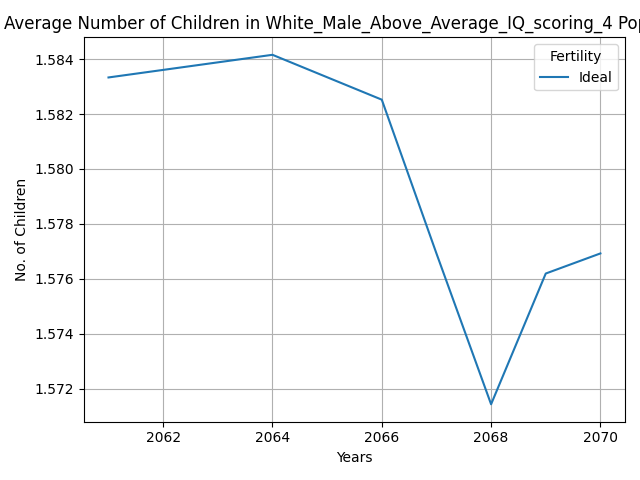 Average Number of Children in White_Male_Above_Average_IQ_scoring_4
1.584
1.582
1.580
1.578
1.576
1.574
1.572
No. of Children
Fertility
Ideal
2062 2064 2066 2068 2070
Years